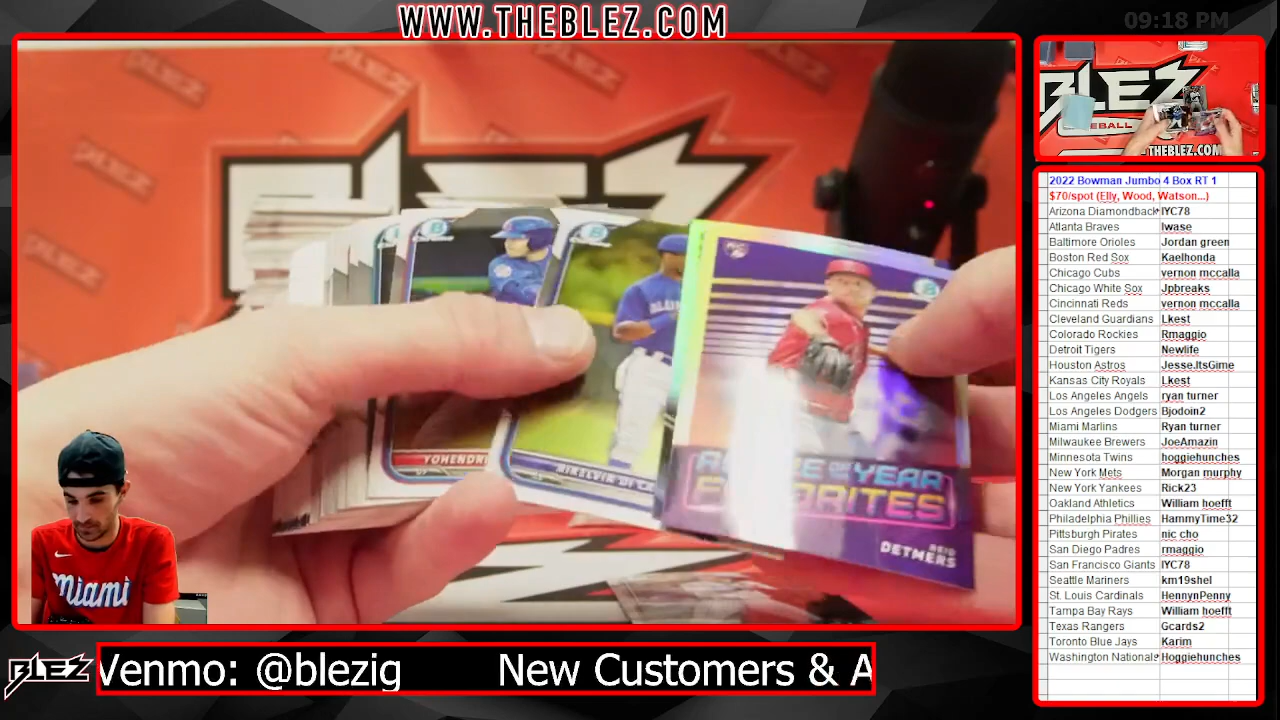 WWW.THEBLEZ.COM
09:18 PM
BLEZ
BASEBALL
THEBLEZ.COM
2022 Bowman Jumbo 4 Box RT 1
$70/spot (Elly, Wood, Watson...)
Arizona Diamondback IYC78
Atlanta Braves Iwase
Baltimore Orioles Jordan green
Boston Red Sox Kaelhonda
Chicago Cubs vernon mccalla
Chicago White Sox Jpbreaks
Cincinnati Reds vernon mccalla
Cleveland Guardians Lkest
Colorado Rockies Rmaggio
Detroit Tigers Newlife
Houston Astros JesseItsGime
Kansas City Royals Lkest
Los Angeles Angels ryan turner
Los Angeles Dodgers Bjodoin2
Miami Marlins Ryan turner
Milwaukee Brewers JoeAmazin
Minnesota Twins hoggiehunches
New York Mets Morgan murphy
New York Yankees Rick23
Oakland Athletics William hoefft
Philadelphia Phillies HammyTime32
Pittsburgh Pirates nic cho
San Diego Padres rmaggio
San Francisco Giants IYC78
Seattle Mariners km19shel
St. Louis Cardinals HennynPenny
Tampa Bay Rays William hoefft
Texas Rangers Gcards2
Toronto Blue Jays Karim
Washington Nationals Hoggiehunches
YOHENDRI
YEAR
REID
DETMERS
Miami
BLEZ
Venmo: @blezig New Customers & A